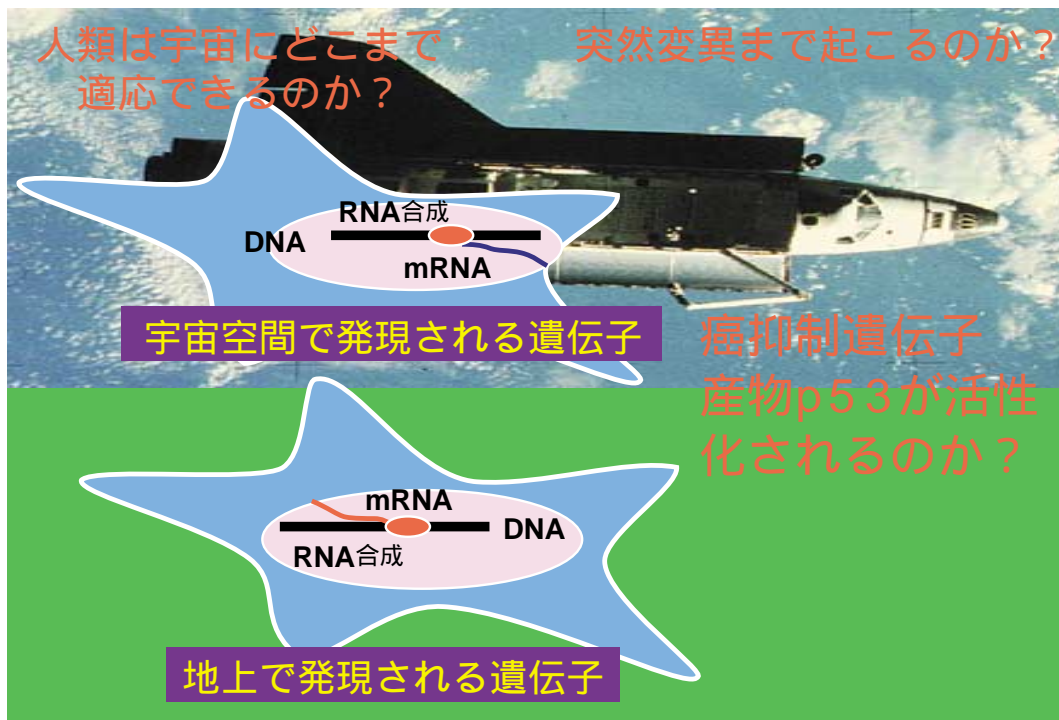 人類は宇宙にどこまで
適応できるのか？
突然変異まで起こるのか？
RNA合成
DNA
mRNA
宇宙空間で発現される遺伝子
癌抑制遺伝子
産物p５３が活性
化されるのか？
mRNA
DNA
RNA合成
地上で発現される遺伝子